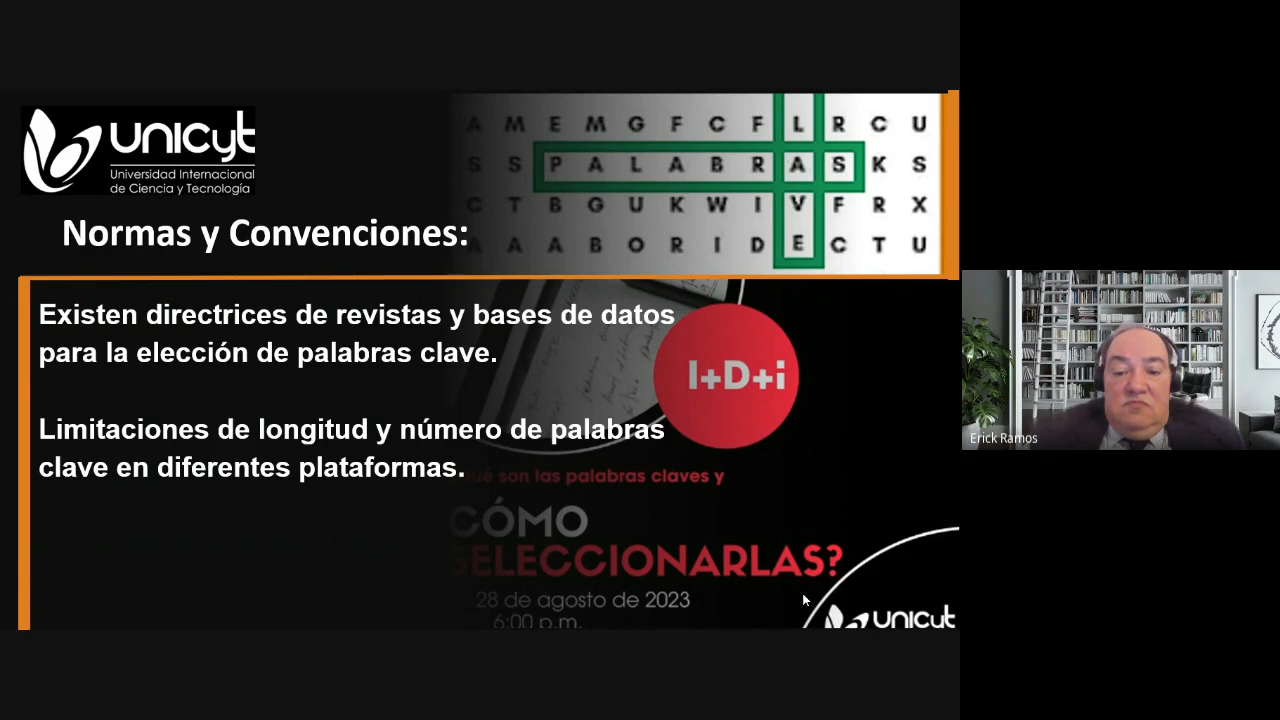 unicyt
Universidad Internacional
de Ciencia y Tecnología
A M E M G F C F L R C U
S S P A L A B R A S K S
C T B G U K W I V F R X
A A A B O R I D E C T U
Normas y Convenciones:
Existen directrices de revistas y bases de datos
para la elección de palabras clave.
I+D+i
Limitaciones de longitud y número de palabras
clave en diferentes plataformas.
son las palabras claves y
CÓMO
SELECCIONARLAS?
28 de agosto de 2023
6:00 p.m.
unicyt
Erick Ramos